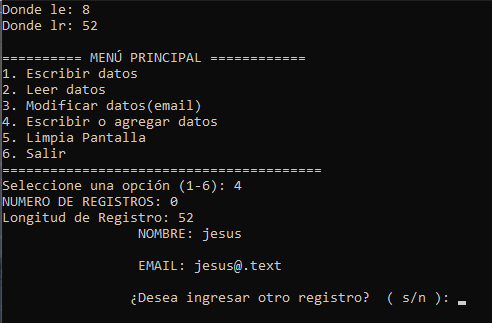 Donde le: 8
Donde lr: 52
========== MENÚ PRINCIPAL ============
1. Escribir datos
2. Leer datos
3. Modificar datos(email)
4. Escribir o agregar datos
5. Limpia Pantalla
6. Salir
========================================
Seleccione una opción (1-6): 4
NUMERO DE REGISTROS: 0
Longitud de Registro: 52
NOMBRE: jesus
EMAIL: jesus@.text
¿Desea ingresar otro registro?  ( s/n ):